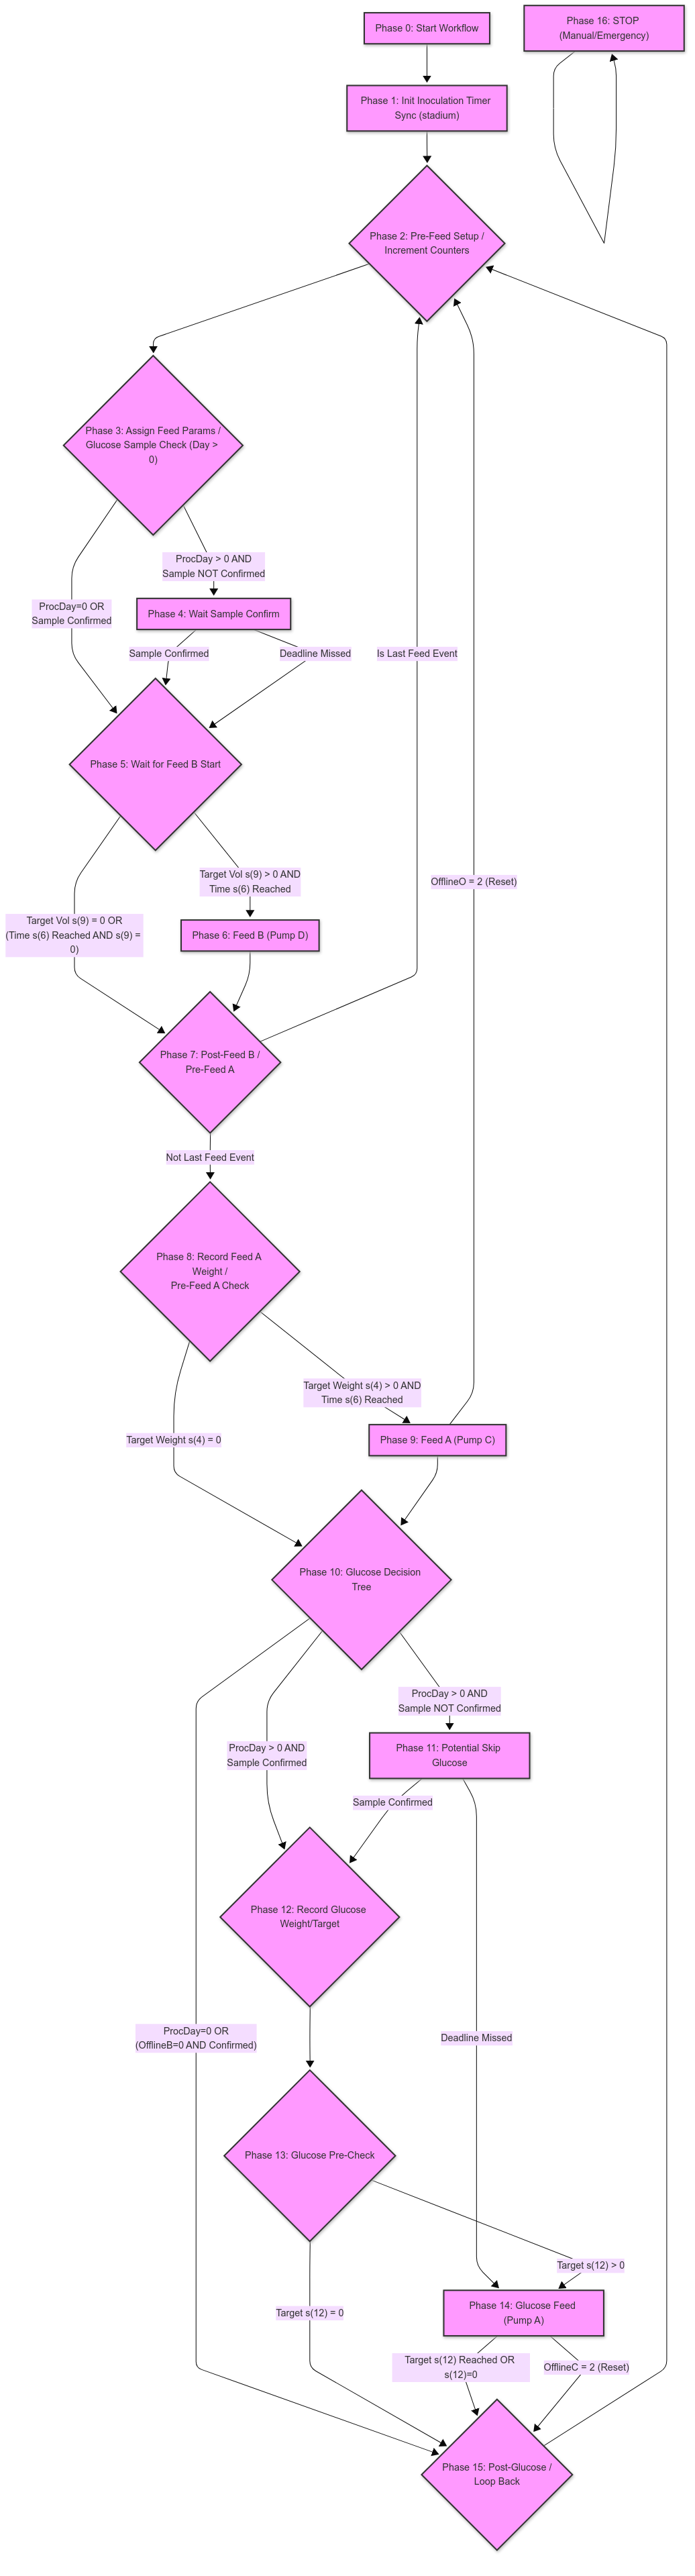 Phase 0: Start Workflow
Phase 16: STOP
(Manual/Emergency)
Phase 1: Init Inoculation Timer
Sync (stadium)
Phase 2: Pre-Feed Setup /
Increment Counters
Phase 3: Assign Feed Params /
Glucose Sample Check (Day >
0)
ProcDay > 0 AND
Sample NOT Confirmed
ProcDay=0 OR
Sample Confirmed
Phase 4: Wait Sample Confirm
Sample Confirmed
Deadline Missed
Is Last Feed Event
Phase 5: Wait for Feed B Start
Target Vol s(9) > 0 AND
Time s(6) Reached
OfflineO = 2 (Reset)
Target Vol s(9) = 0 OR
(Time s(6) Reached AND s(9) =
0)
Phase 6: Feed B (Pump D)
Phase 7: Post-Feed B /
Pre-Feed A
Not Last Feed Event
Phase 8: Record Feed A
Weight /
Pre-Feed A Check
Target Weight s(4) > 0 AND
Time s(6) Reached
Target Weight s(4) = 0
Phase 9: Feed A (Pump C)
Phase 10: Glucose Decision
Tree
ProcDay > 0 AND
Sample NOT Confirmed
ProcDay > 0 AND
Sample Confirmed
Phase 11: Potential Skip
Glucose
Sample Confirmed
Phase 12: Record Glucose
Weight/Target
ProcDay=0 OR
(OfflineB=0 AND Confirmed)
Deadline Missed
Phase 13: Glucose Pre-Check
Target s(12) > 0
Target s(12) = 0
Phase 14: Glucose Feed
(Pump A)
Target s(12) Reached OR
s(12)=0
OfflineC = 2 (Reset)
Phase 15: Post-Glucose /
Loop Back